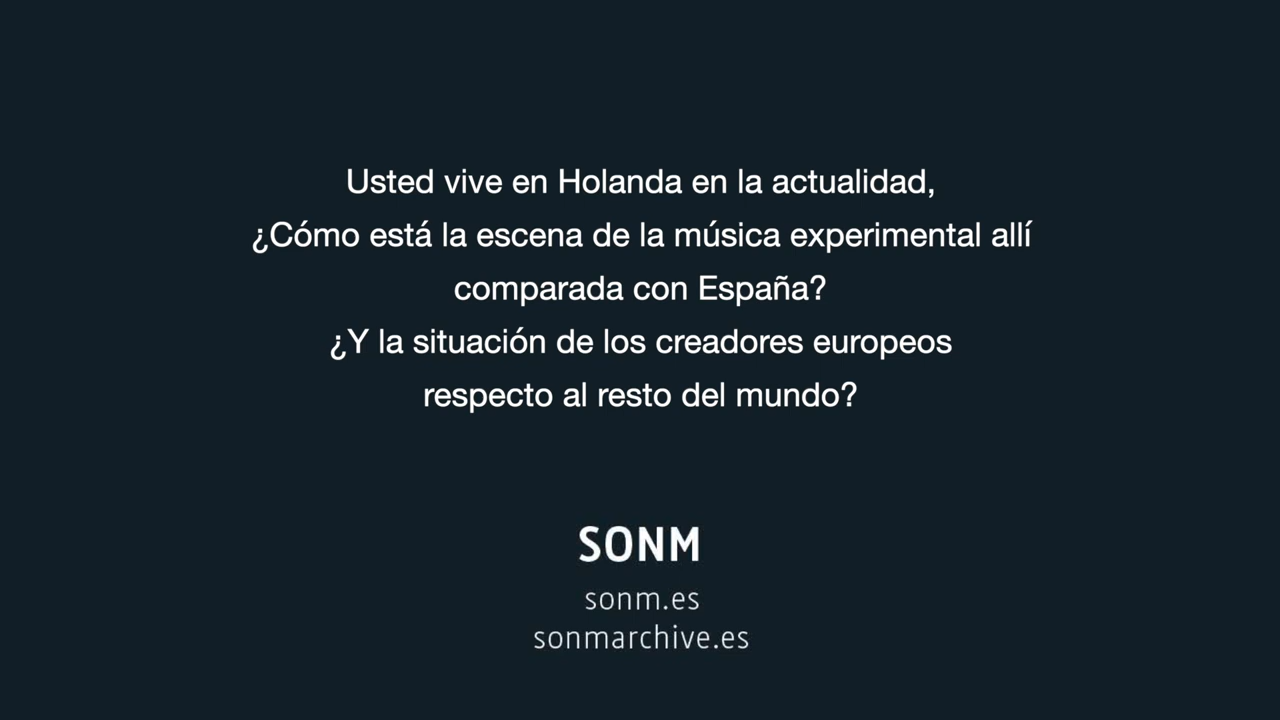 Usted vive en Holanda en la actualidad,
¿Cómo está la escena de la música experimental allí
comparada con España?
¿Y la situación de los creadores europeos
respecto al resto del mundo?
SONM
sonm.es
sonmarchive.es